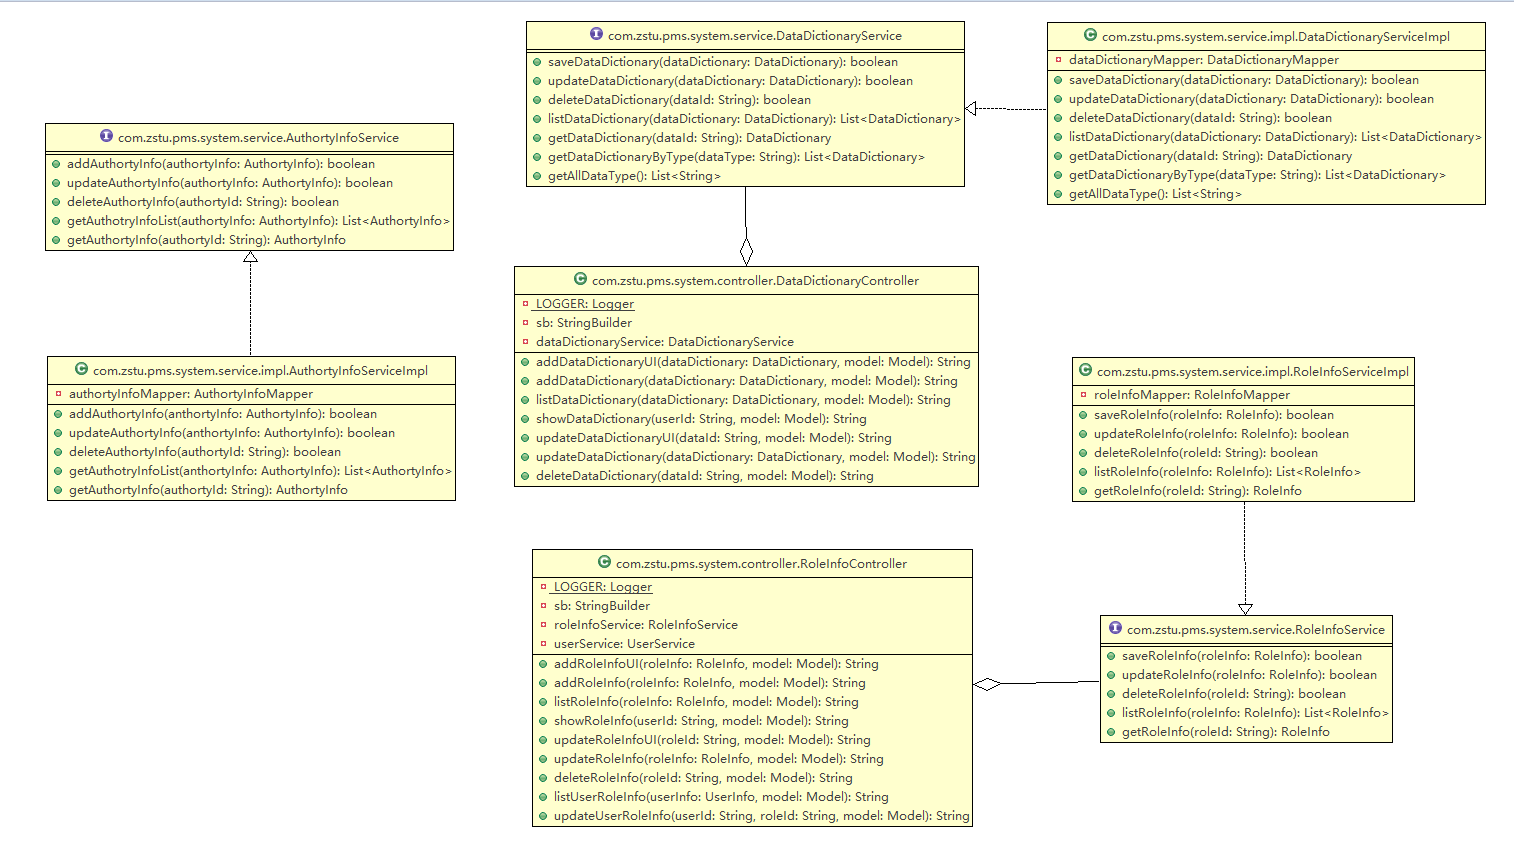 com.zstu.pms.system.service.DataDictionaryService
saveDataDictionary(dataDictionary: DataDictionary): boolean
updateDataDictionary(dataDictionary: DataDictionary): boolean
deleteDataDictionary(dataId: String): boolean
listDataDictionary(dataDictionary: DataDictionary): List<DataDictionary>
getDataDictionary(dataId: String): DataDictionary
getDataDictionaryByType(dataType: String): List<DataDictionary>
getAllDataType(): List<String>
com.zstu.pms.system.service.impl.DataDictionaryServiceImpl
dataDictionaryMapper: DataDictionaryMapper
saveDataDictionary(dataDictionary: DataDictionary): boolean
updateDataDictionary(dataDictionary: DataDictionary): boolean
deleteDataDictionary(dataId: String): boolean
listDataDictionary(dataDictionary: DataDictionary): List<DataDictionary>
getDataDictionary(dataId: String): DataDictionary
getDataDictionaryByType(dataType: String): List<DataDictionary>
getAllDataType(): List<String>
com.zstu.pms.system.service.AuthortyInfoService
addAuthortyInfo(authortyInfo: AuthortyInfo): boolean
updateAuthortyInfo(authortyInfo: AuthortyInfo): boolean
deleteAuthortyInfo(authortyId: String): boolean
getAuthotryInfoList(authortyInfo: AuthortyInfo): List<AuthortyInfo>
getAuthortyInfo(authortyId: String): AuthortyInfo
com.zstu.pms.system.controller.DataDictionaryController
LOGGER: Logger
sb: StringBuilder
dataDictionaryService: DataDictionaryService
addDataDictionaryUI(dataDictionary: DataDictionary, model: Model): String
addDataDictionary(dataDictionary: DataDictionary, model: Model): String
listDataDictionary(dataDictionary: DataDictionary, model: Model): String
showDataDictionary(userId: String, model: Model): String
updateDataDictionaryUI(dataId: String, model: Model): String
updateDataDictionary(dataDictionary: DataDictionary, model: Model): String
deleteDataDictionary(dataId: String, model: Model): String
com.zstu.pms.system.service.impl.AuthortyInfoServiceImpl
authortyInfoMapper: AuthortyInfoMapper
addAuthortyInfo(anthortyInfo: AuthortyInfo): boolean
updateAuthortyInfo(anthortyInfo: AuthortyInfo): boolean
deleteAuthortyInfo(authortyId: String): boolean
getAuthotryInfoList(anthortyInfo: AuthortyInfo): List<AuthortyInfo>
getAuthortyInfo(authortyId: String): AuthortyInfo
com.zstu.pms.system.service.impl.RoleInfoServiceImpl
roleInfoMapper: RoleInfoMapper
saveRoleInfo(roleInfo: RoleInfo): boolean
updateRoleInfo(roleInfo: RoleInfo): boolean
deleteRoleInfo(roleId: String): boolean
listRoleInfo(roleInfo: RoleInfo): List<RoleInfo>
getRoleInfo(roleId: String): RoleInfo
com.zstu.pms.system.controller.RoleInfoController
LOGGER: Logger
sb: StringBuilder
roleInfoService: RoleInfoService
userService: UserService
addRoleInfoUI(roleInfo: RoleInfo, model: Model): String
addRoleInfo(roleInfo: RoleInfo, model: Model): String
listRoleInfo(roleInfo: RoleInfo, model: Model): String
showRoleInfo(userId: String, model: Model): String
updateRoleInfoUI(roleId: String, model: Model): String
updateRoleInfo(roleInfo: RoleInfo, model: Model): String
deleteRoleInfo(roleId: String, model: Model): String
listUserRoleInfo(userInfo: UserInfo, model: Model): String
updateUserRoleInfo(userId: String, roleId: String, model: Model): String
com.zstu.pms.system.service.RoleInfoService
saveRoleInfo(roleInfo: RoleInfo): boolean
updateRoleInfo(roleInfo: RoleInfo): boolean
deleteRoleInfo(roleId: String): boolean
listRoleInfo(roleInfo: RoleInfo): List<RoleInfo>
getRoleInfo(roleId: String): RoleInfo